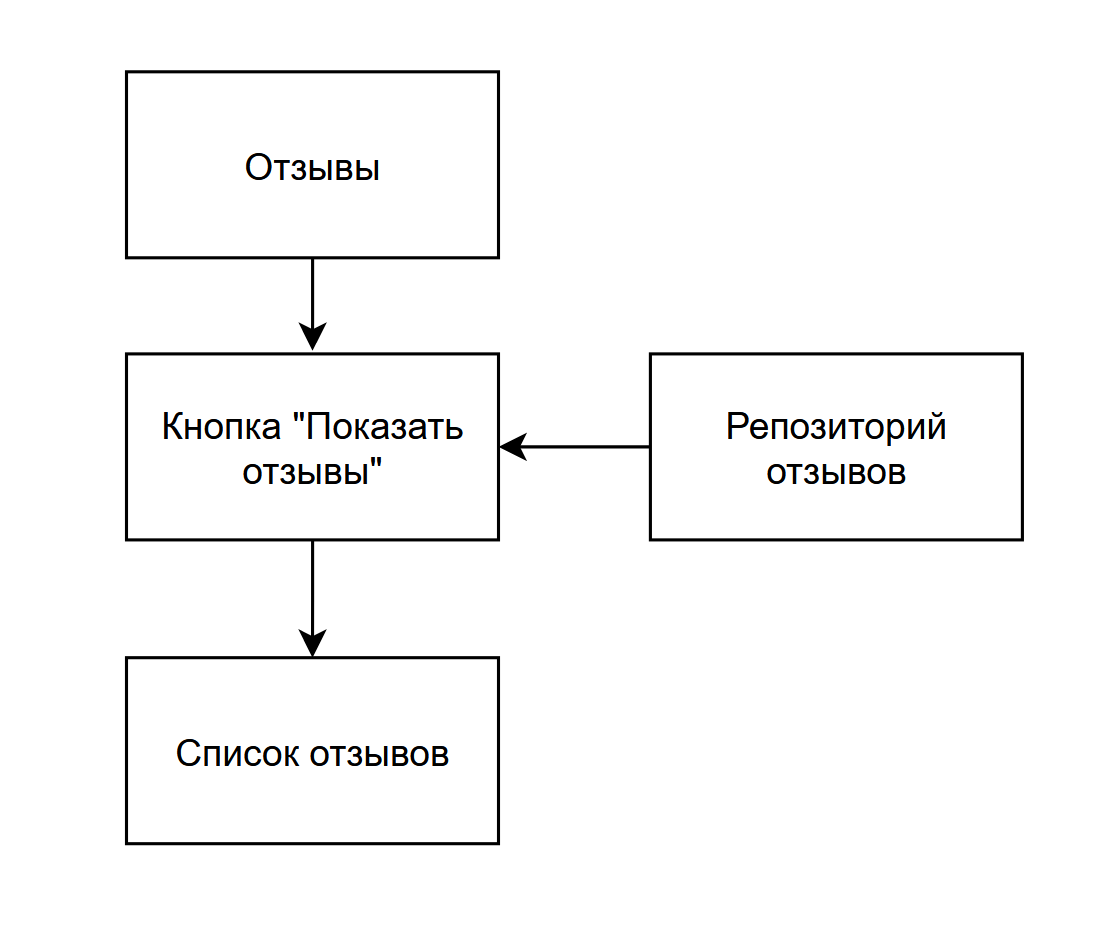 Отзывы
Кнопка "Показать
отзывы"
Репозиторий
отзывов
Список отзывов